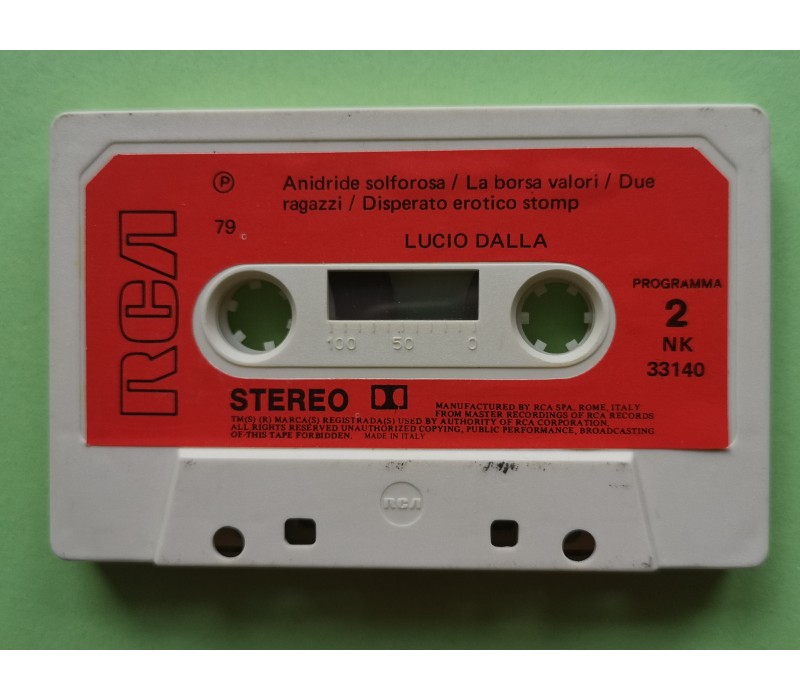 Ⓟ Anidride solforosa / La borsa valori / Due
ragazzi / Disperato erotico stomp
79
LUCIO DALLA
RCA
PROGRAMMA
2
NK
33140
100 50 0
STEREO
MANUFACTURED BY RCA SPA, ROME, ITALY
FROM MASTER RECORDINGS OF RCA RECORDS
TM(S) (R) MARCA(S) REGISTRADA(S) USED BY AUTHORITY OF RCA CORPORATION.
ALL RIGHTS RESERVED UNAUTHORIZED COPYING, PUBLIC PERFORMANCE, BROADCASTING
OF THIS TAPE FORBIDDEN. MADE IN ITALY
RCA